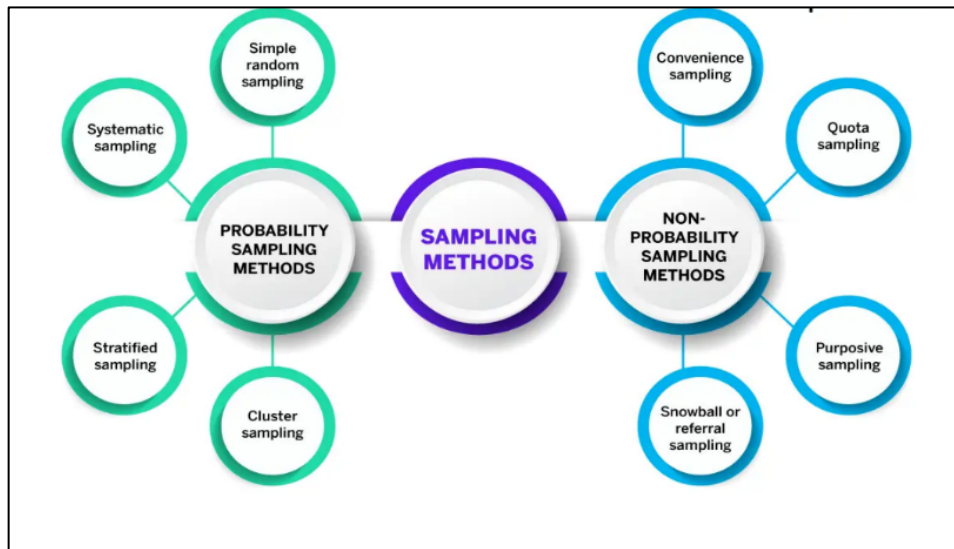 Simple
random
sampling
Systematic
sampling
PROBABILITY
SAMPLING
METHODS
Stratified
sampling
Cluster
sampling
SAMPLING
METHODS
Convenience
sampling
Quota
sampling
NON-
PROBABILITY
SAMPLING
METHODS
Purposive
sampling
Snowball or
referral
sampling